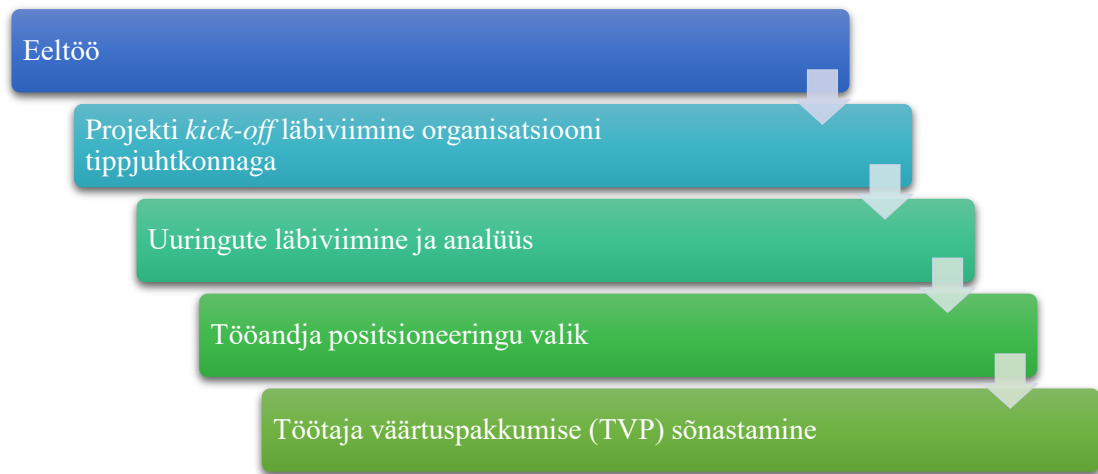 Eeltöö
Projekti kick-off läbiviimine organisatsiooni
tippjuhtkonnaga
Uuringute läbiviimine ja analüüs
Tööandja positsioneeringu valik
Töötaja väärtuspakkumise (TVP) sõnastamine